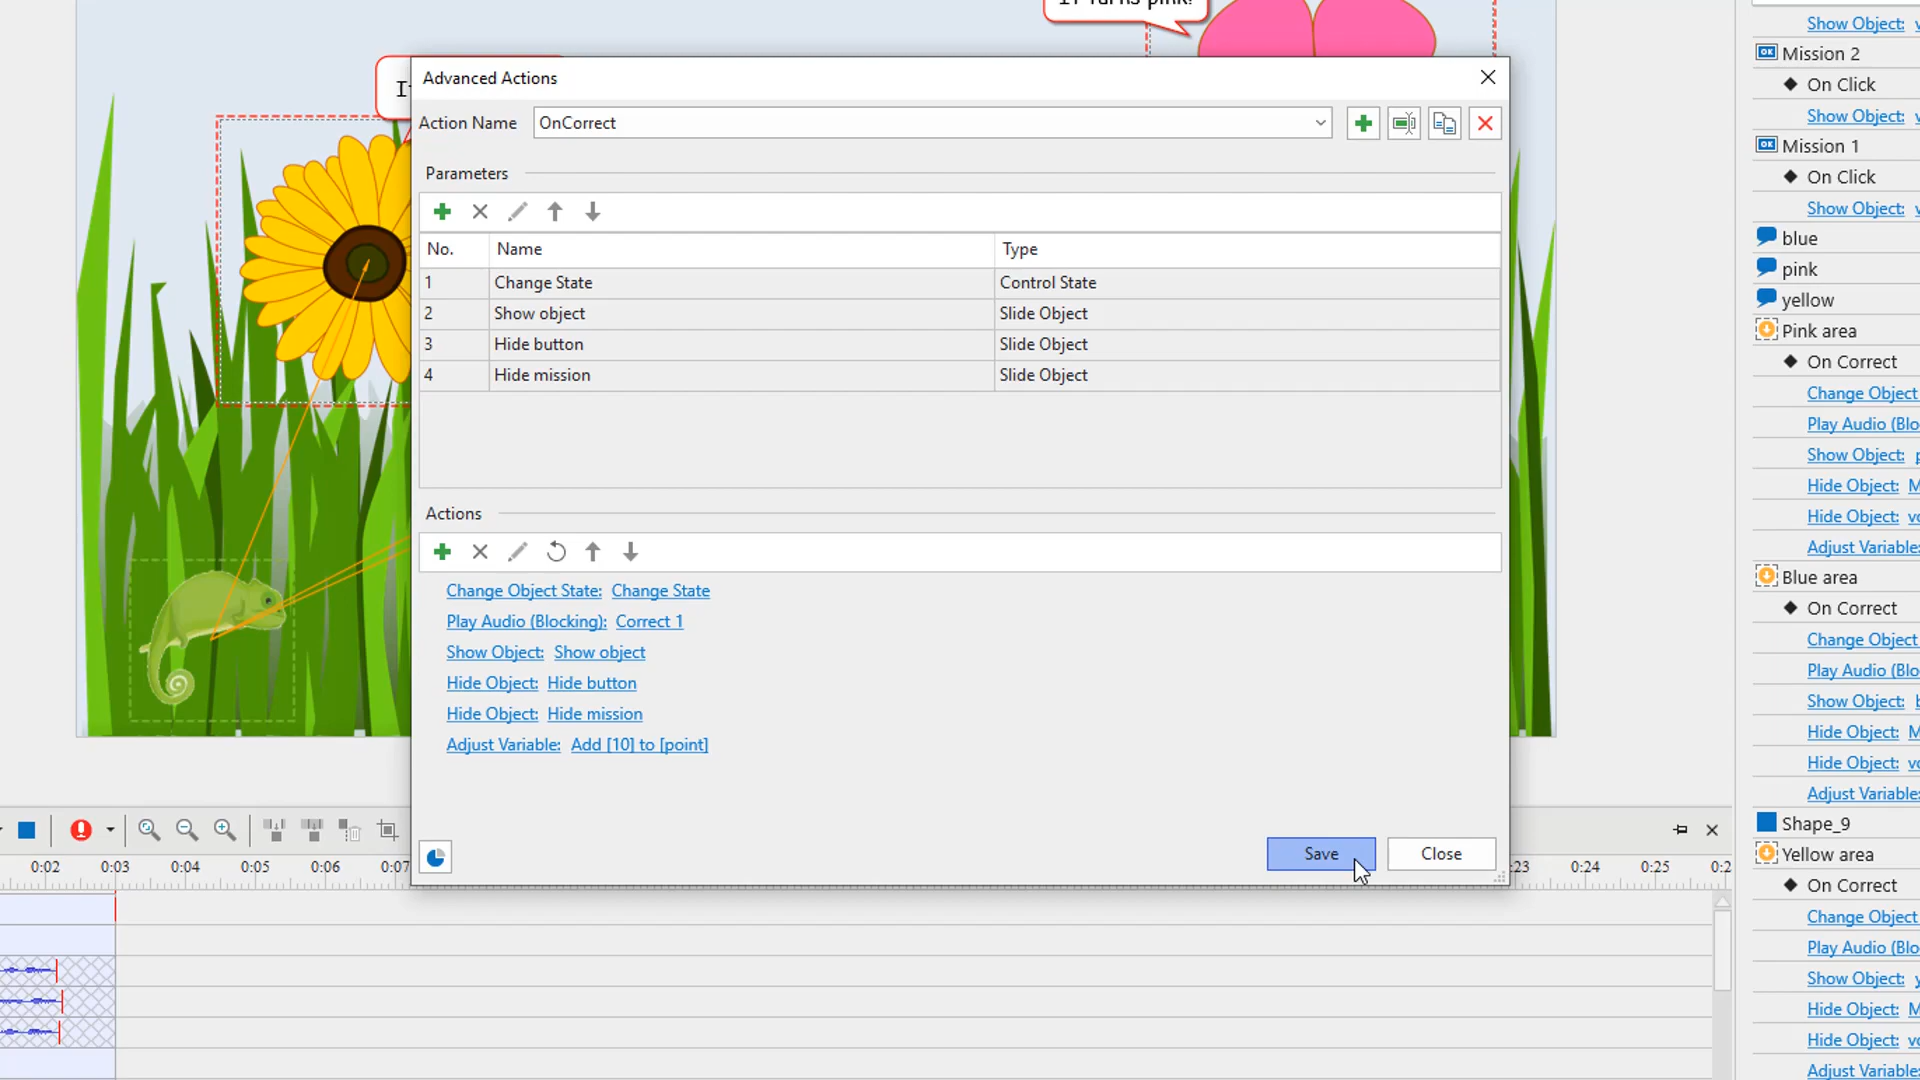 It turns pink!
It
Advanced Actions
Action Name
OnCorrect
Parameters
No. Name Type
1 Change State Control State
2 Show object Slide Object
3 Hide button Slide Object
4 Hide mission Slide Object
Actions
Change Object State: Change State
Play Audio (Blocking): Correct 1
Show Object: Show object
Hide Object: Hide button
Hide Object: Hide mission
Adjust Variable: Add [10] to [point]
Save
Close
Show Object:
OK Mission 2
On Click
Show Object:
OK Mission 1
On Click
Show Object:
blue
pink
yellow
Pink area
On Correct
Change Object
Play Audio (Blo
Show Object: p
Hide Object: M
Hide Object: vo
Adjust Variable:
Blue area
On Correct
Change Object
Play Audio (Blo
Show Object: b
Hide Object: M
Hide Object: vo
Adjust Variable:
Shape_9
Yellow area
On Correct
Change Object
Play Audio (Blo
Show Object: y
Hide Object: M
Hide Object: vo
Adjust Variable
0:02 0:03 0:04 0:05 0:06 0:07 :23 0:24 0:25 0:2